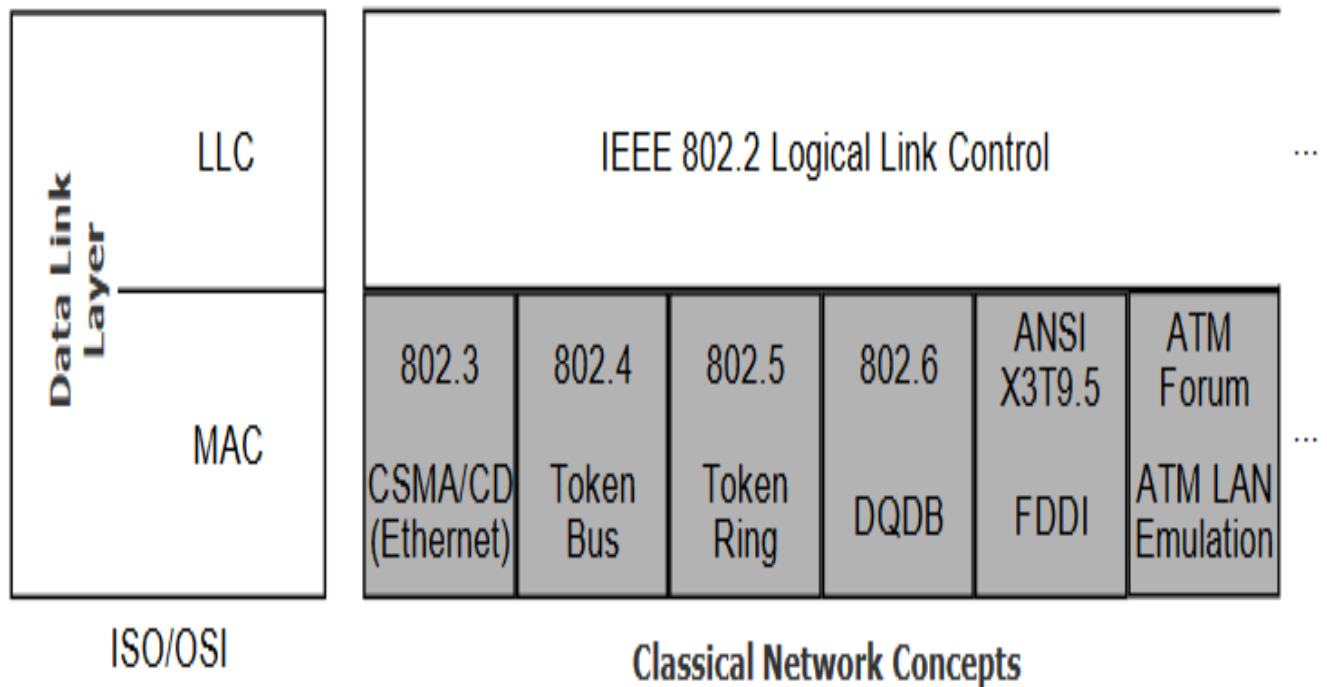 Data Link
Layer
LLC
MAC
ISO/OSI
IEEE 802.2 Logical Link Control
...
802.3
CSMA/CD
(Ethernet)
802.4
Token
Bus
802.5
Token
Ring
802.6
DQDB
ANSI
X3T9.5
FDDI
ATM
Forum
ATM LAN
Emulation
...
Classical Network Concepts